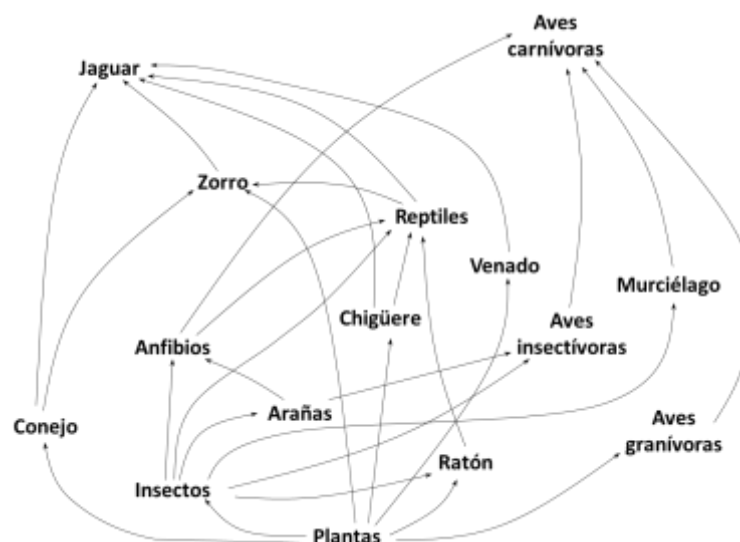 Aves
carnívoras
Jaguar
Zorro
Reptiles
Venado
Murciélago
Chigüere
Aves
insectívoras
Anfibios
Arañas
Conejo
Aves
granívoras
Ratón
Insectos
Plantas